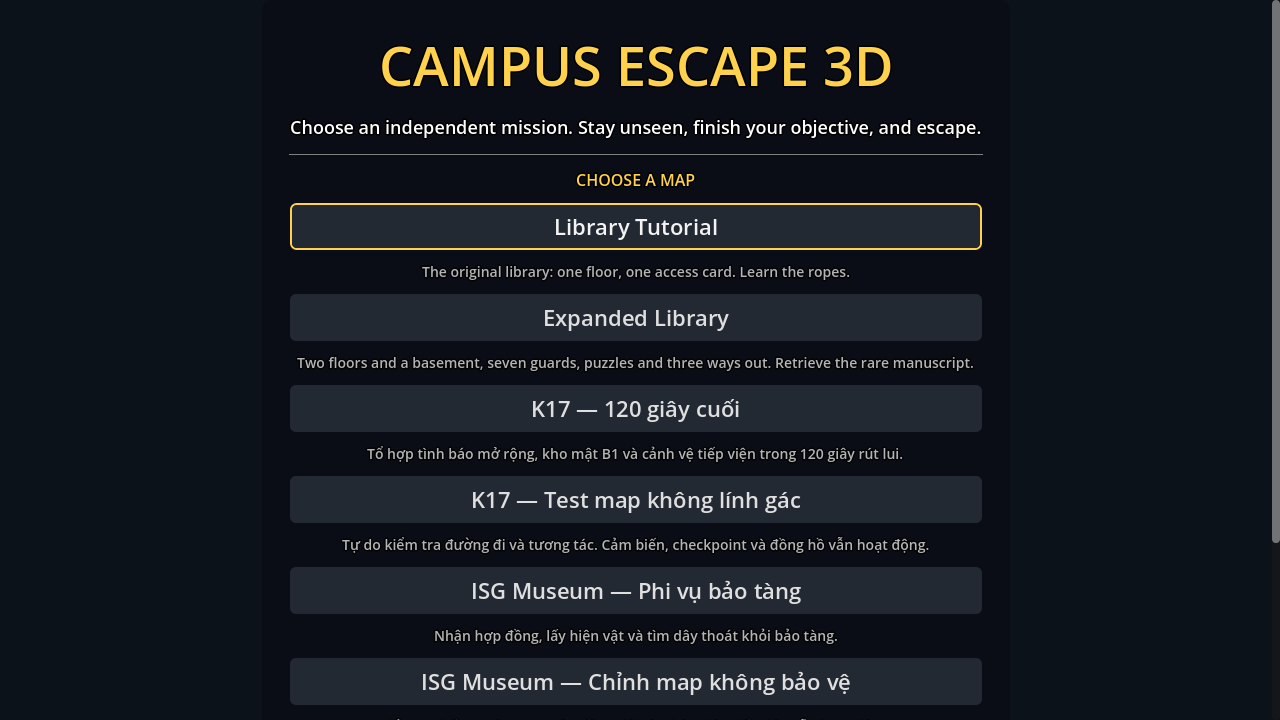 CAMPUS ESCAPE 3D
Choose an independent mission. Stay unseen, finish your objective, and escape.
CHOOSE A MAP
Library Tutorial
The original library: one floor, one access card. Learn the ropes.
Expanded Library
Two floors and a basement, seven guards, puzzles and three ways out. Retrieve the rare manuscript.
K17 — 120 giây cuối
Tổ hợp tình báo mở rộng, kho mật B1 và cảnh vệ tiếp viện trong 120 giây rút lui.
K17 — Test map không lính gác
Tự do kiểm tra đường đi và tương tác. Cảm biến, checkpoint và đồng hồ vẫn hoạt động.
ISG Museum — Phi vụ bảo tàng
Nhận hợp đồng, lấy hiện vật và tìm dây thoát khỏi bảo tàng.
ISG Museum — Chỉnh map không bảo vệ